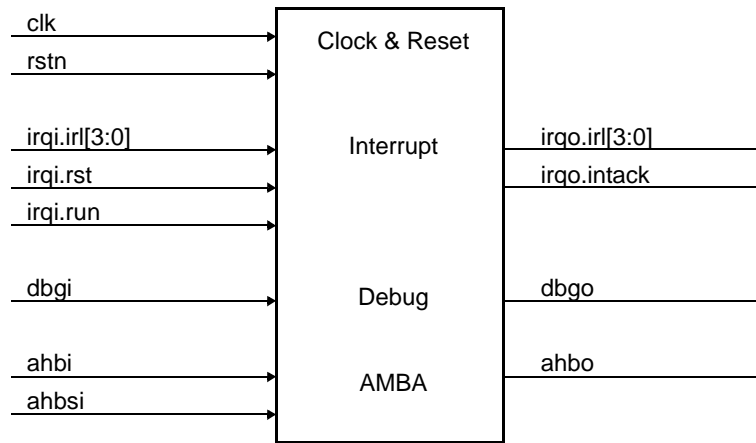 clk
Clock & Reset
rstn
irqi.irl[3:0]
Interrupt
irqo.irl[3:0]
irqi.rst
irqo.intack
irqi.run
dbgi
Debug
dbgo
ahbi
AMBA
ahbo
ahbsi